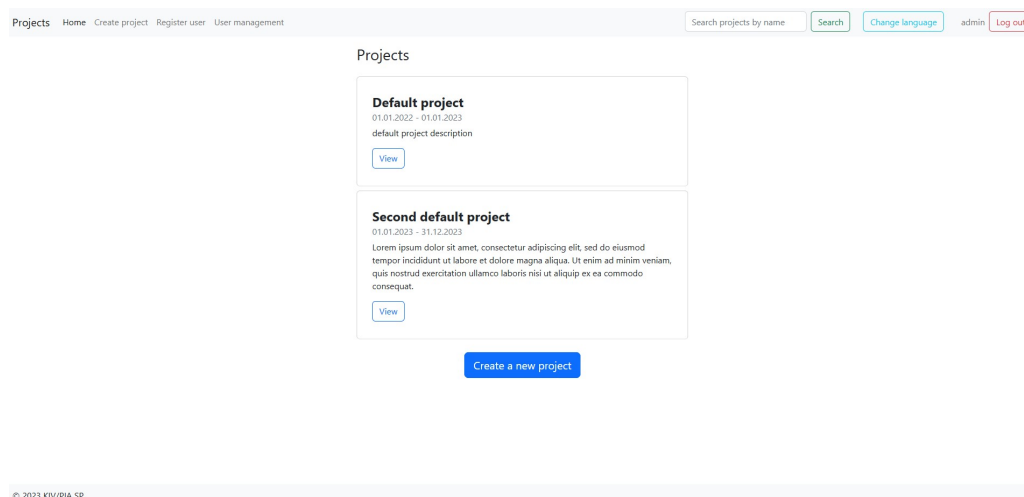 Projects Home Create project Register user User management Search projects by name Search Change language admin Log out
Projects
Default project
01.01.2022 - 01.01.2023
default project description
View
Second default project
01.01.2023 - 31.12.2023
Lorem ipsum dolor sit amet, consectetur adipiscing elit, sed do eiusmod
tempor incididunt ut labore et dolore magna aliqua. Ut enim ad minim veniam,
quis nostrud exercitation ullamco laboris nisi ut aliquip ex ea commodo
consequat.
View
Create a new project
© 2023 KIV/PIA SP